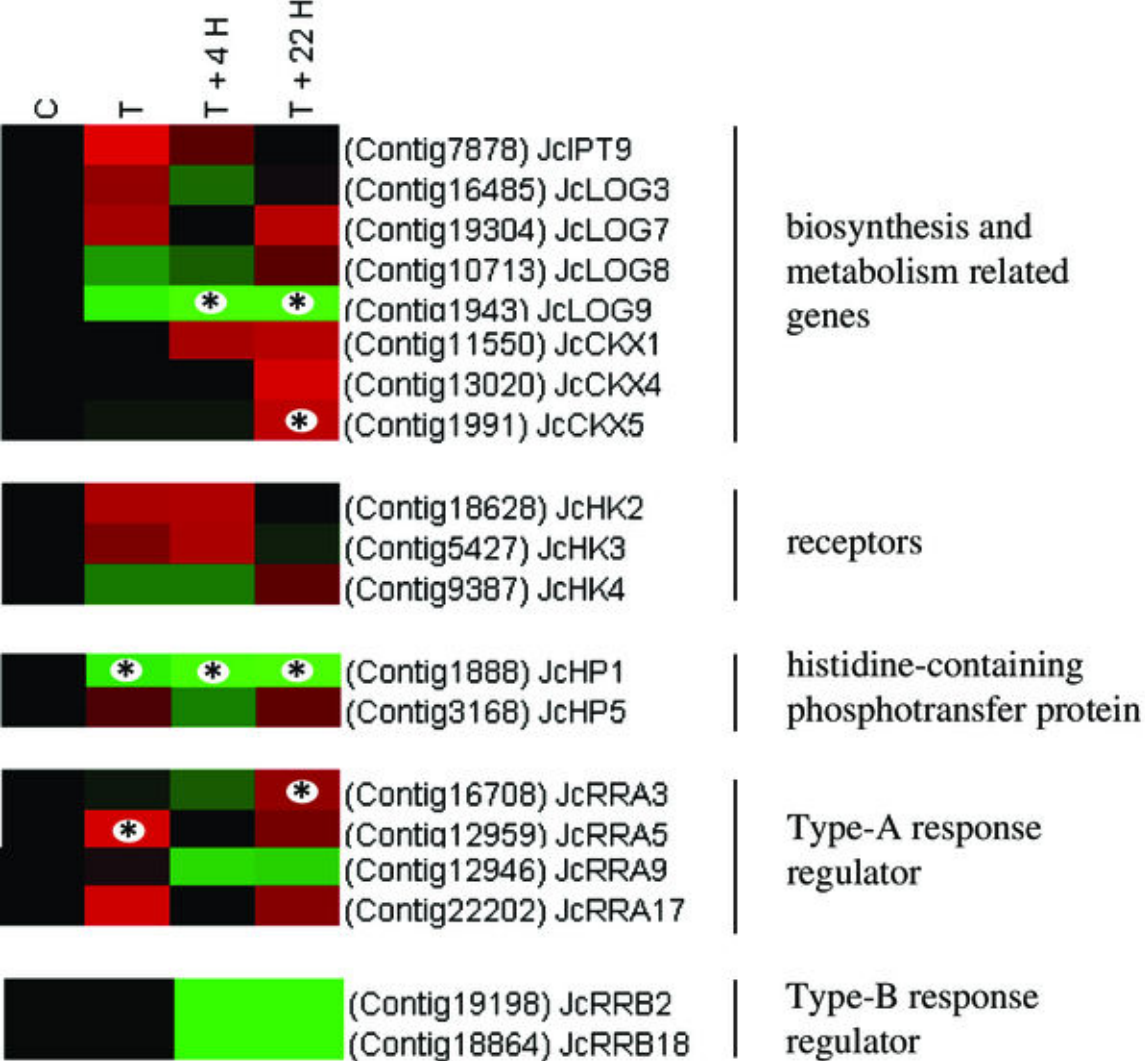 C
T
T + 4 H
T + 22 H
(Contig7878) JcIPT9
(Contig16485) JcLOG3
(Contig19304) JcLOG7
(Contig10713) JcLOG8
* * (Contig1943) JcLOG9
(Contig11550) JcCKX1
(Contig13020) JcCKX4
* (Contig1991) JcCKX5
biosynthesis and
metabolism related
genes
(Contig18628) JcHK2
(Contig5427) JcHK3
(Contig9387) JcHK4
receptors
* * * (Contig1888) JcHP1
(Contig3168) JcHP5
histidine-containing
phosphotransfer protein
* (Contig16708) JcRRA3
* (Contig12959) JcRRA5
(Contig12946) JcRRA9
(Contig22202) JcRRA17
Type-A response
regulator
(Contig19198) JcRRB2
(Contig18864) JcRRB18
Type-B response
regulator